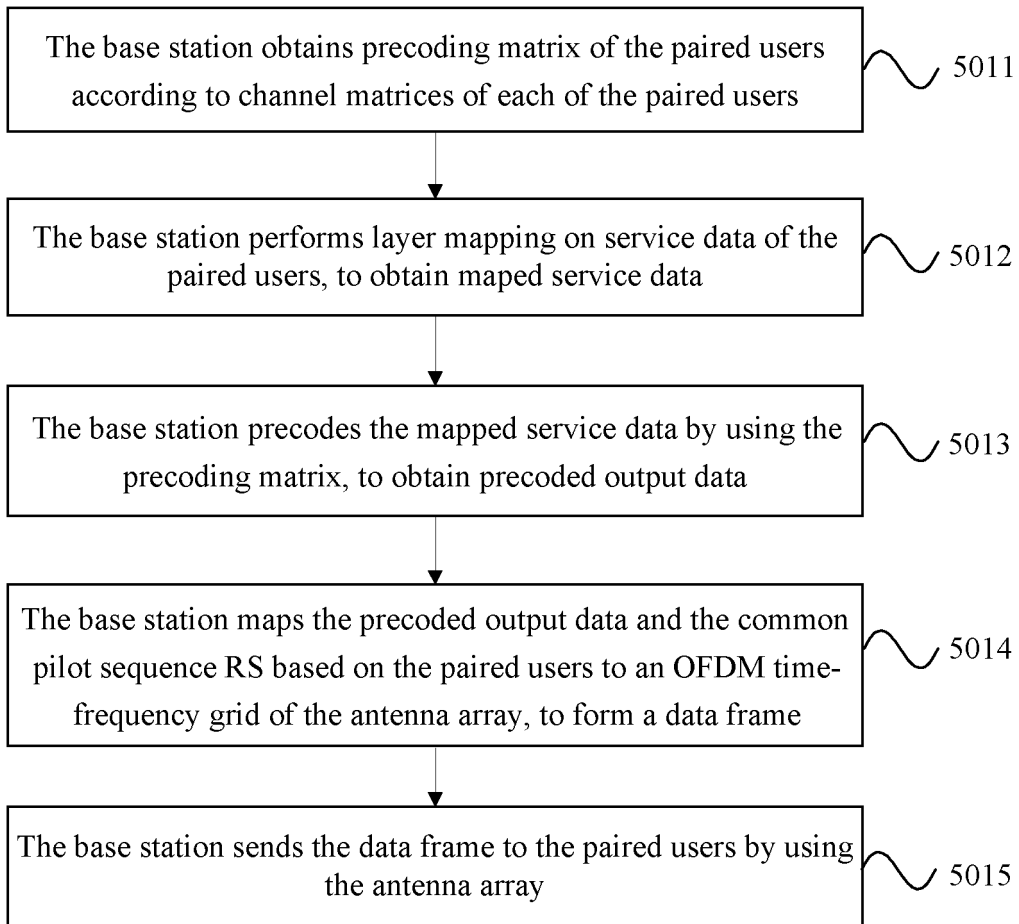 The base station obtains precoding matrix of the paired users
according to channel matrices of each of the paired users
5011
The base station performs layer mapping on service data of the
paired users, to obtain maped service data
5012
The base station precodes the mapped service data by using the
precoding matrix, to obtain precoded output data
5013
The base station maps the precoded output data and the common
pilot sequence RS based on the paired users to an OFDM time-
frequency grid of the antenna array, to form a data frame
5014
The base station sends the data frame to the paired users by using
the antenna array
5015